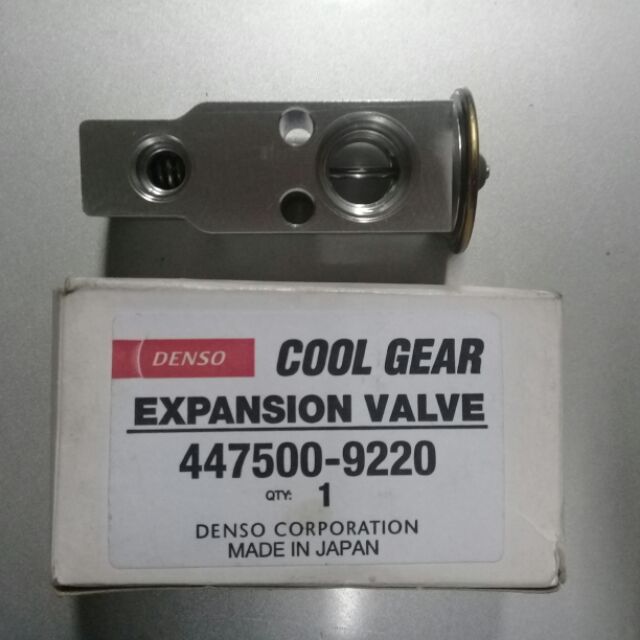 DENSO COOL GEAR
EXPANSION VALVE
447500-9220
QTY: 1
DENSO CORPORATION
MADE IN JAPAN